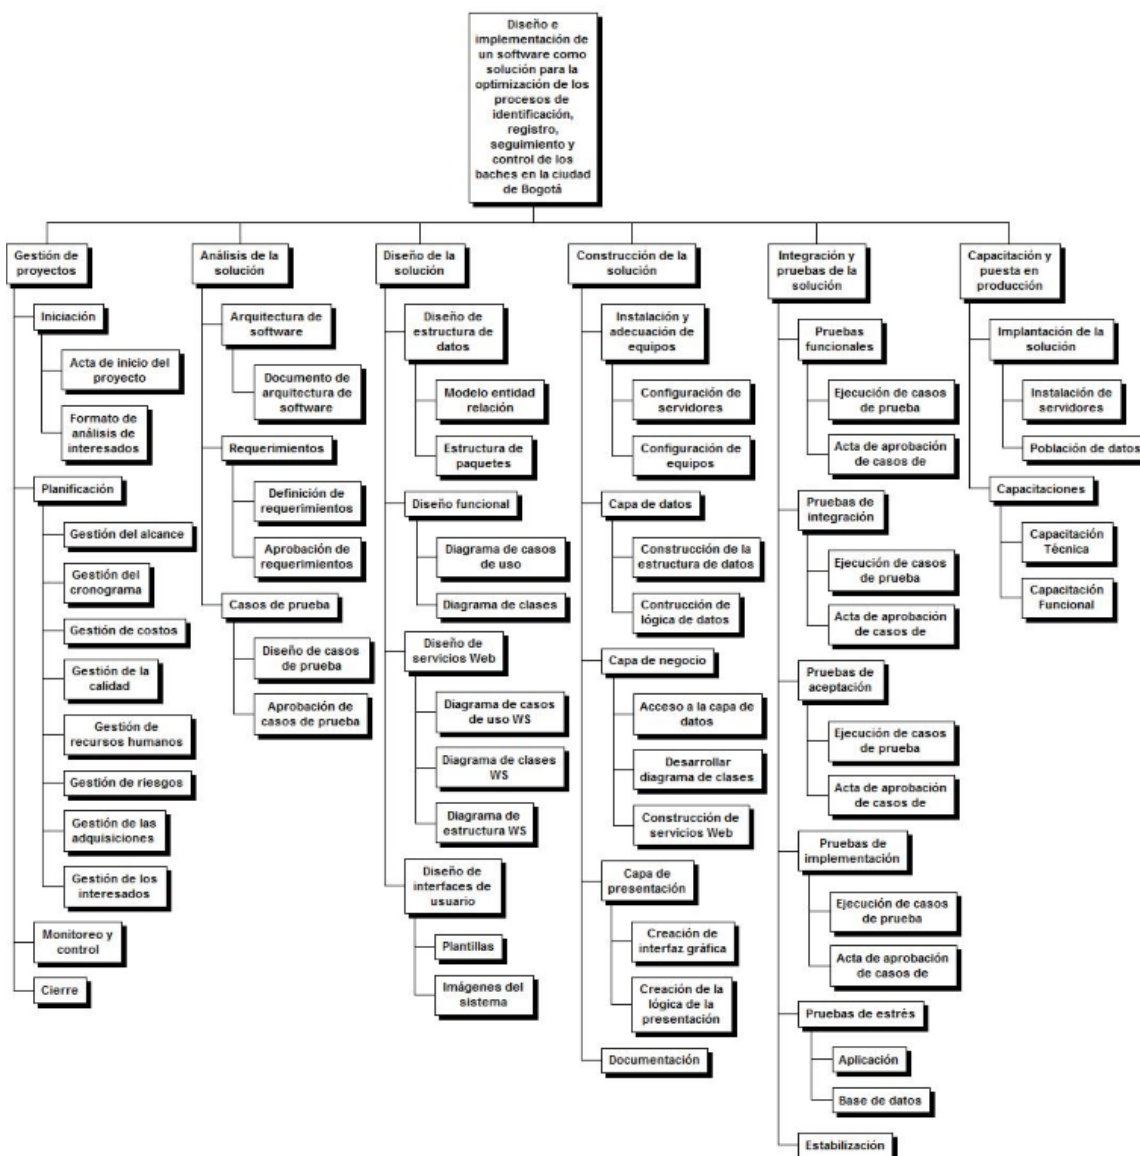 Diseño e
implementación de
un software como
solución para la
optimización de los
procesos de
identificación,
registro,
seguimiento y
control de los
baches en la ciudad
de Bogotá
Gestión de
proyectos
Iniciación
Acta de inicio del
proyecto
Formato de
análisis de
interesados
Planificación
Gestión del alcance
Gestión del
cronograma
Gestión de costos
Gestión de la
calidad
Gestión de
recursos humanos
Gestión de riesgos
Gestión de las
adquisiciones
Gestión de los
interesados
Monitoreo y
control
Cierre
Análisis de la
solución
Arquitectura de
software
Documento de
arquitectura de
software
Requerimientos
Definición de
requerimientos
Aprobación de
requerimientos
Casos de prueba
Diseño de casos
de prueba
Aprobación de
casos de prueba
Diseño de la
solución
Diseño de
estructura de
datos
Modelo entidad
relación
Estructura de
paquetes
Diseño funcional
Diagrama de casos
de uso
Diagrama de clases
Diseño de
servicios Web
Diagrama de casos
de uso WS
Diagrama de clases
WS
Diagrama de
estructura WS
Diseño de
interfaces de
usuario
Plantillas
Imágenes del
sistema
Construcción de la
solución
Instalación y
adecuación de
equipos
Configuración de
servidores
Configuración de
equipos
Capa de datos
Construcción de la
estructura de datos
Contrucción de
lógica de datos
Capa de negocio
Acceso a la capa de
datos
Desarrollar
diagrama de clases
Construcción de
servicios Web
Capa de
presentación
Creación de
interfaz gráfica
Creación de la
lógica de la
presentación
Documentación
Integración y
pruebas de la
solución
Pruebas
funcionales
Ejecución de casos
de prueba
Acta de aprobación
de casos de
Pruebas de
integración
Ejecución de casos
de prueba
Acta de aprobación
de casos de
Pruebas de
aceptación
Ejecución de casos
de prueba
Acta de aprobación
de casos de
Pruebas de
implementación
Ejecución de casos
de prueba
Acta de aprobación
de casos de
Pruebas de estrés
Aplicación
Base de datos
Estabilización
Capacitación y
puesta en
producción
Implantación de la
solución
Instalación de
servidores
Población de datos
Capacitaciones
Capacitación
Técnica
Capacitación
Funcional